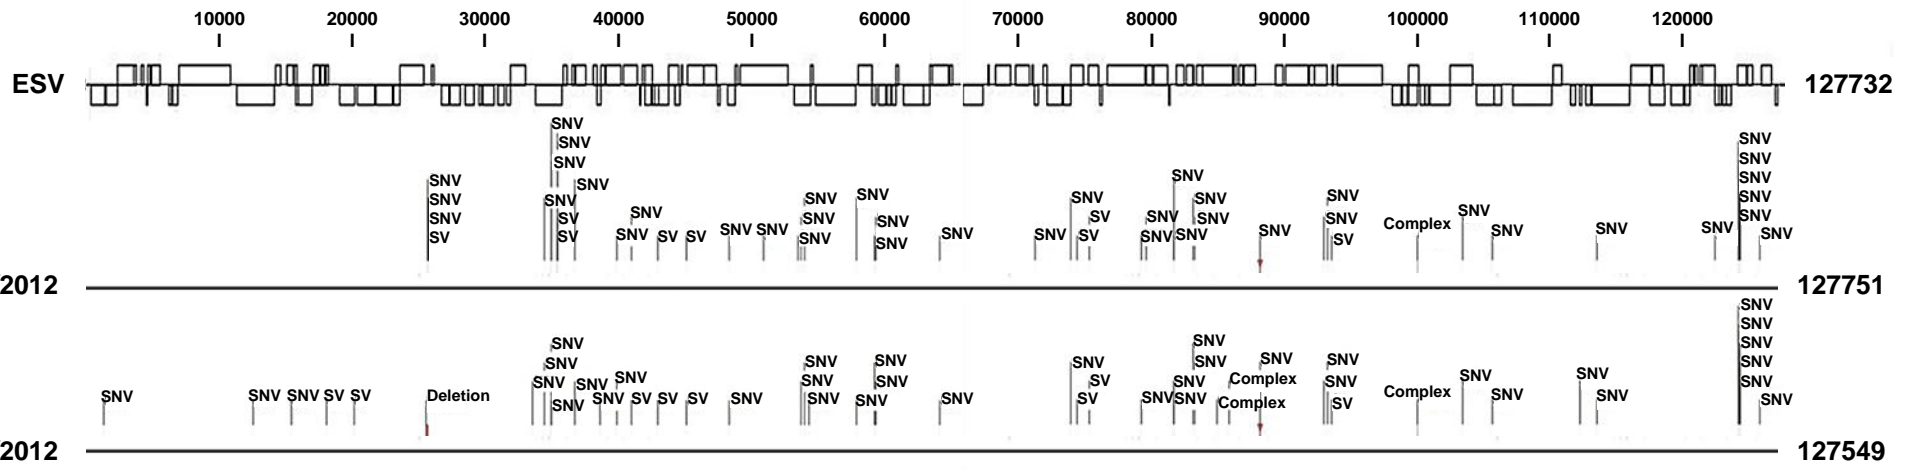 10000 20000 30000 40000 50000 60000 70000 80000 90000 100000 110000 120000
ESV 127732
SNV
SNV SNV
SNV SNV
SNV SNV SNV SNV
SNV SNV SNV SNV SNV SNV SNV SNV
SNV SV SNV SNV SNV SV SNV SNV SNV Complex SNV SNV
SV SV SNV SV SV SNV SNV SNV SNV SNV SNV SV SNV SNV SNV SV SNV SNV SNV SNV
2012 127751
SNV
SNV
SNV SNV SNV
SNV SNV SNV SNV SNV SNV SNV SNV
SNV SNV SNV SNV SNV SV SNV Complex SNV SNV SNV SNV
SNV SNV SNV SV SV Deletion SNV SNV SV SV SV SNV SNV SNV SNV SV SNV SNV Complex SV Complex SNV SNV SNV
2012 127549